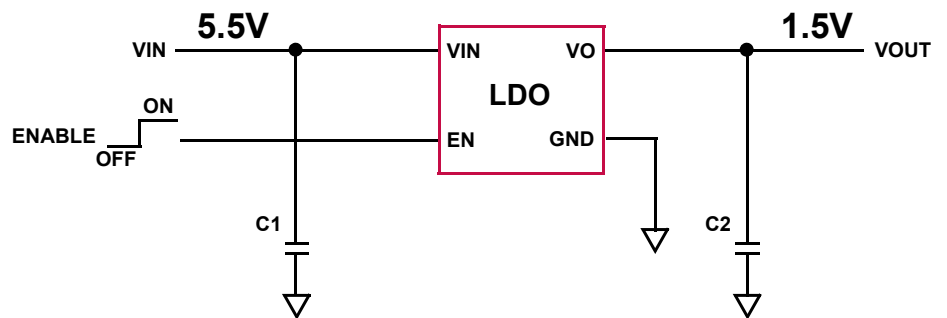 5.5V
1.5V
VIN
VIN
VO
VOUT
LDO
ON
ENABLE
OFF
EN
GND
C1
C2